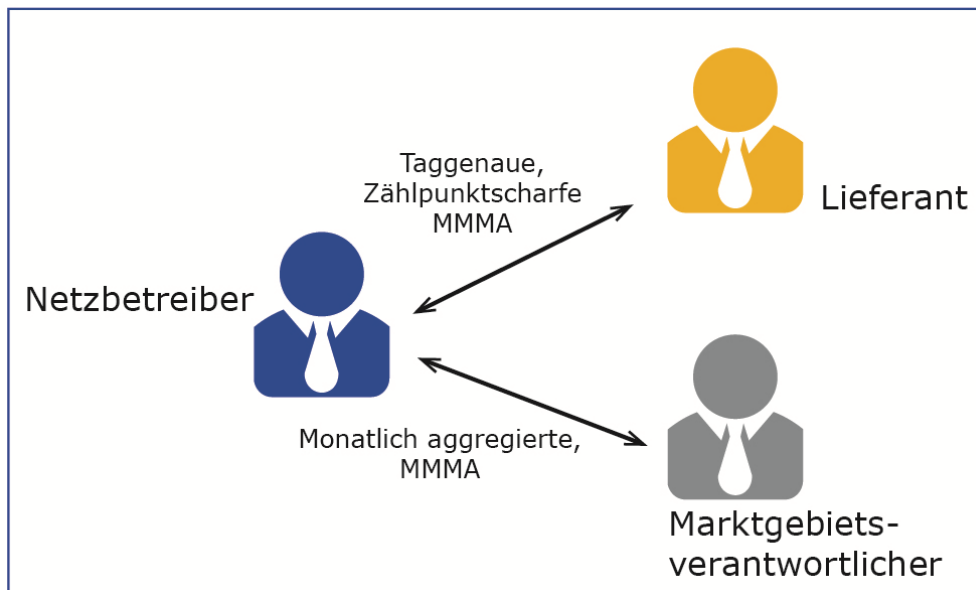 Taggenaue,
Zählpunktscharfe
MMMA
Lieferant
Netzbetreiber
Monatlich aggregierte,
MMMA
Marktgebiets-
verantwortlicher